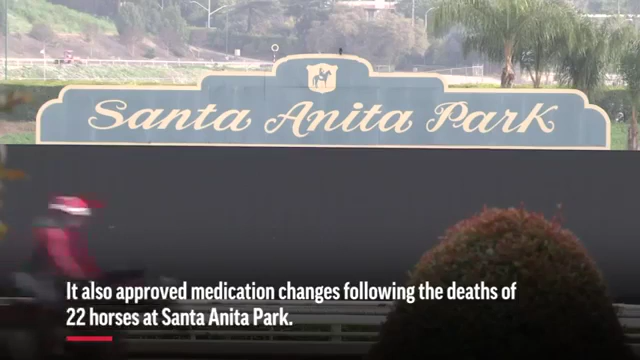 Santa Anita Park
It also approved medication changes following the deaths of
22 horses at Santa Anita Park.